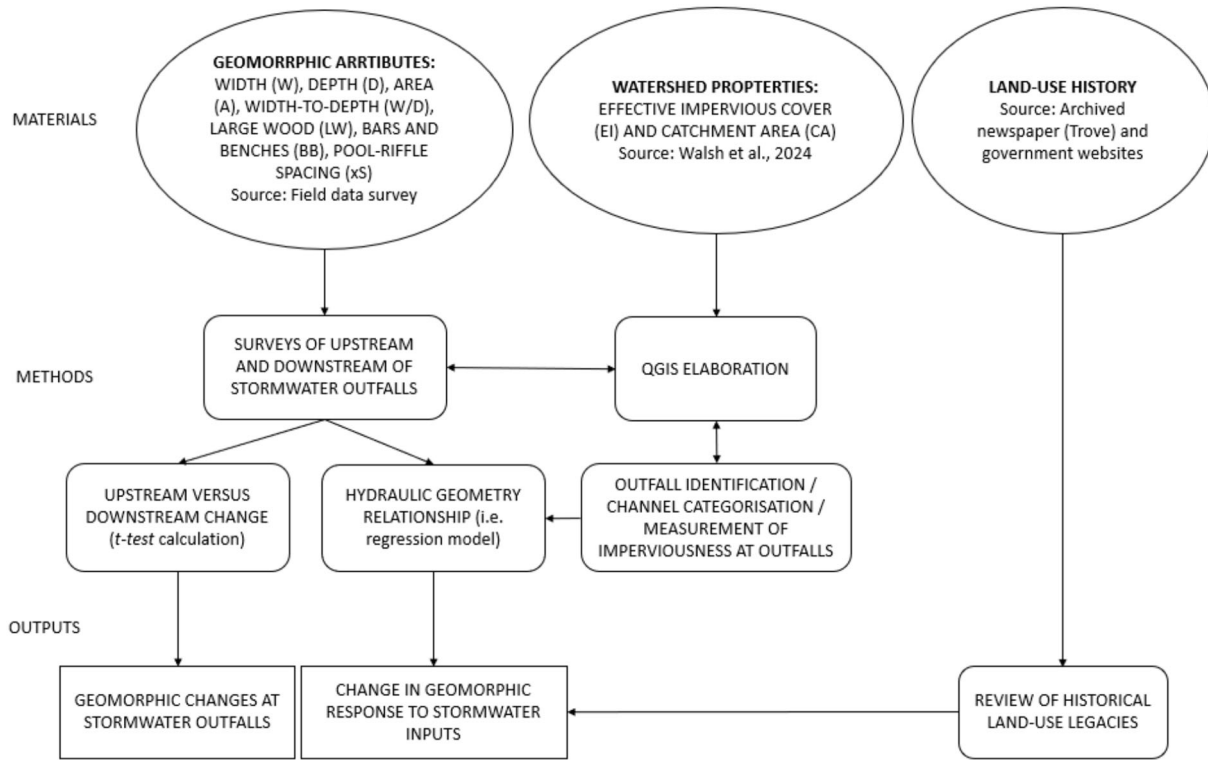 MATERIALS
GEOMORRPHIC ARRTIBUTES:
WIDTH (W), DEPTH (D), AREA
(A), WIDTH-TO-DEPTH (W/D),
LARGE WOOD (LW), BARS AND
BENCHES (BB), POOL-RIFFLE
SPACING (xS)
Source: Field data survey
WATERSHED PROPTERTIES:
EFFECTIVE IMPERVIOUS COVER
(EI) AND CATCHMENT AREA (CA)
Source: Walsh et al., 2024
LAND-USE HISTORY
Source: Archived
newspaper (Trove) and
government websites
METHODS
SURVEYS OF UPSTREAM
AND DOWNSTREAM OF
STORMWATER OUTFALLS
QGIS ELABORATION
UPSTREAM VERSUS
DOWNSTREAM CHANGE
(t-test calculation)
HYDRAULIC GEOMETRY
RELATIONSHIP (i.e.
regression model)
OUTFALL IDENTIFICATION /
CHANNEL CATEGORISATION /
MEASUREMENT OF
IMPERVIOUSNESS AT OUTFALLS
OUTPUTS
GEOMORPHIC CHANGES AT
STORMWATER OUTFALLS
CHANGE IN GEOMORPHIC
RESPONSE TO STORMWATER
INPUTS
REVIEW OF HISTORICAL
LAND-USE LEGACIES